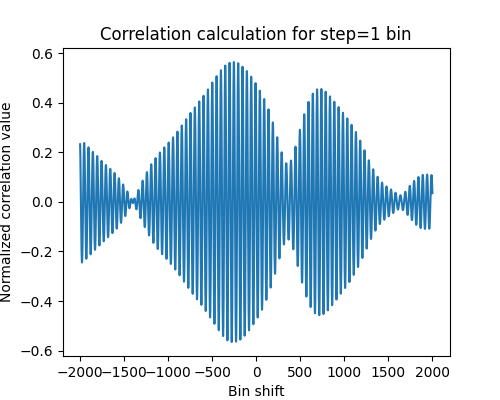 Correlation calculation for step=1 bin
0.6
0.4
0.2
0.0
−0.2
−0.4
−0.6
Normalized correlation value
−2000 −1500 −1000 −500 0 500 1000 1500 2000
Bin shift